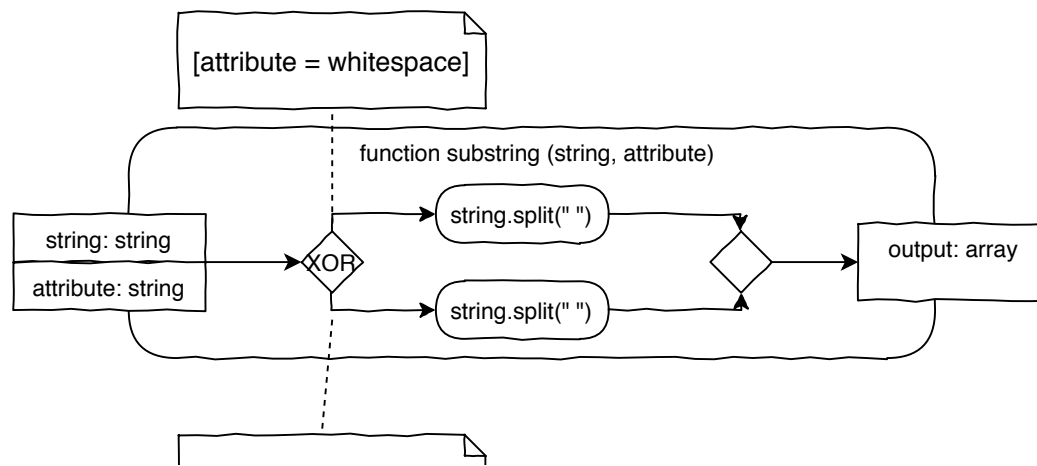 [attribute = whitespace]
function substring (string, attribute)
string: string
attribute: string
XOR
string.split(" ")
string.split(" ")
output: array